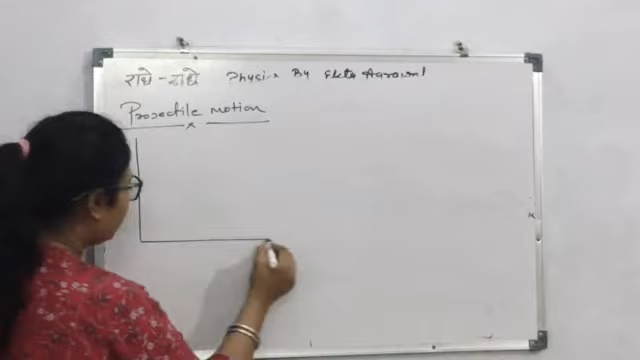 राधे - राधे Physics By Ekta Agrawal
Projectile motion